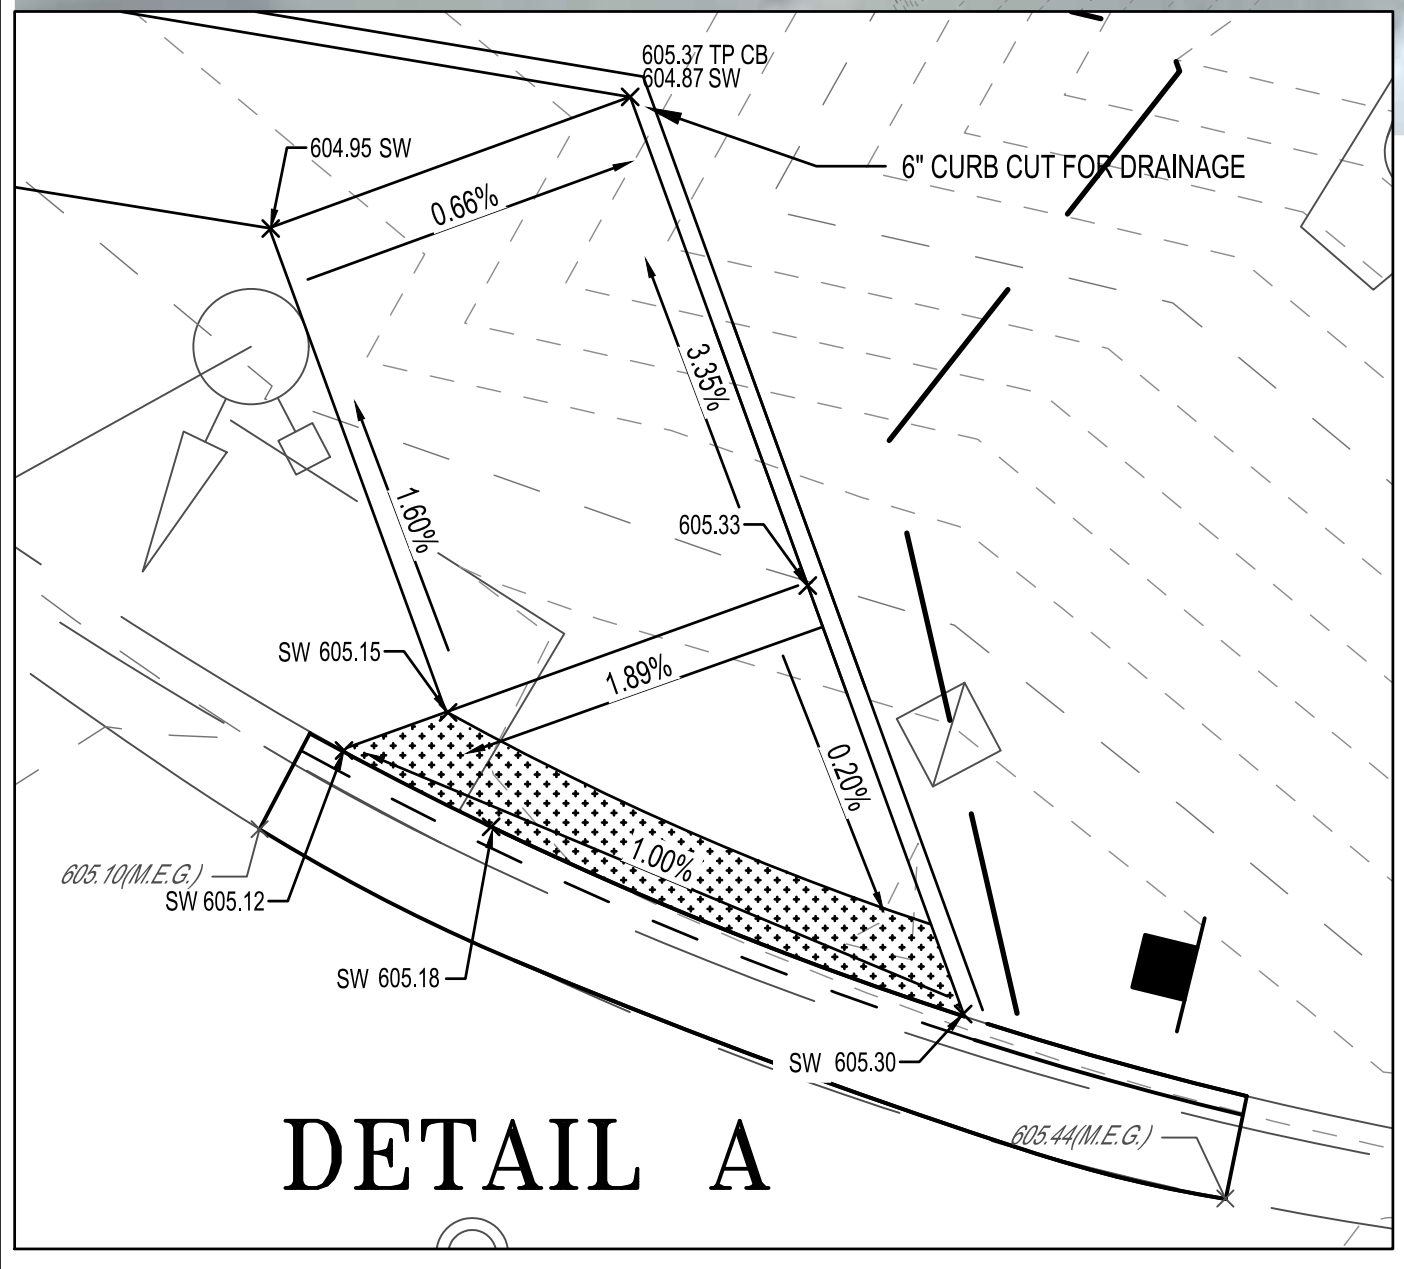 605.37 TP CB
604.87 SW
604.95 SW
6" CURB CUT FOR DRAINAGE
0.66%
3.35%
1.60%
605.33
SW 605.15
1.89%
0.20%
1.00%
605.10(M.E.G.)
SW 605.12
SW 605.18
SW 605.30
605.44(M.E.G.)
DETAIL A